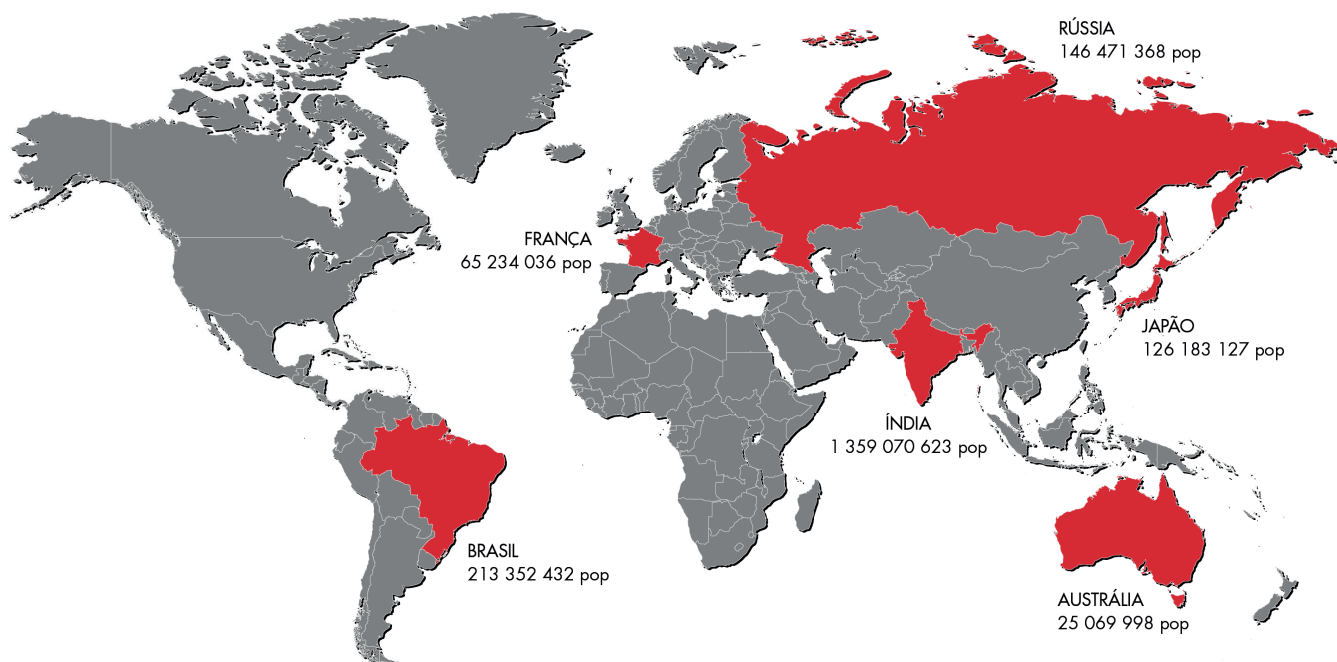 RÚSSIA
146 471 368 pop
FRANÇA
65 234 036 pop
JAPÃO
126 183 127 pop
ÍNDIA
1 359 070 623 pop
BRASIL
213 352 432 pop
AUSTRÁLIA
25 069 998 pop